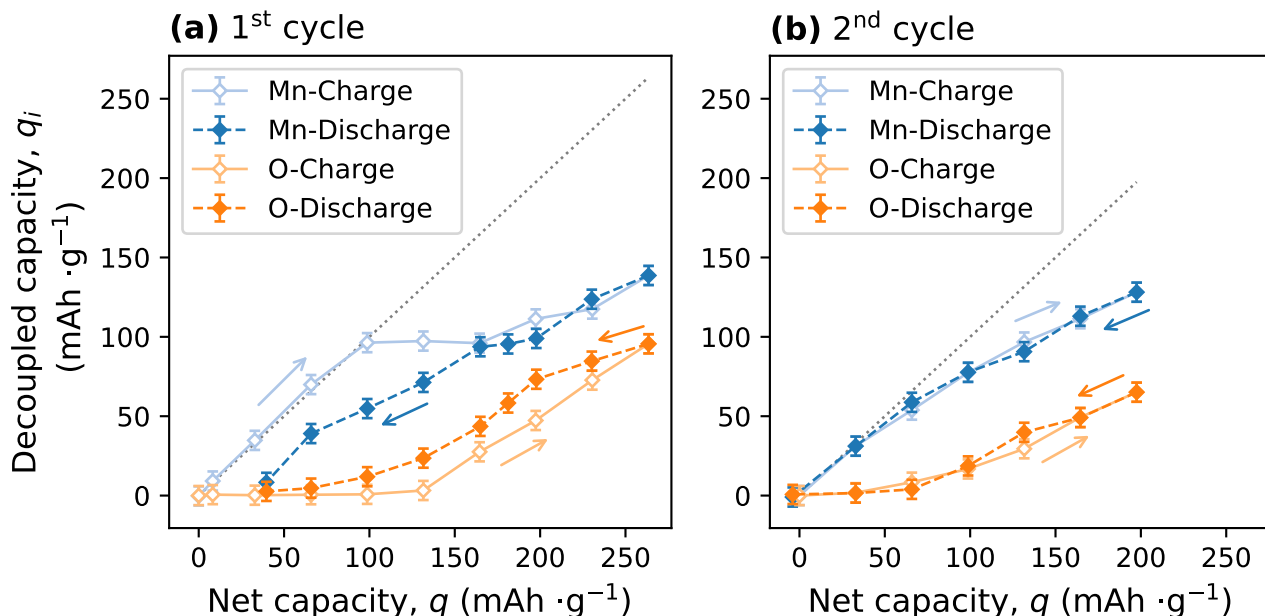 (a) 1st cycle
(b) 2nd cycle
Decoupled capacity, qᵢ
(mAh ·g⁻¹)
250
200
150
100
50
0
Mn-Charge
Mn-Discharge
O-Charge
O-Discharge
0 50 100 150 200 250
Net capacity, q (mAh ·g⁻¹)
250
200
150
100
50
0
Mn-Charge
Mn-Discharge
O-Charge
O-Discharge
0 50 100 150 200 250
Net capacity, q (mAh ·g⁻¹)